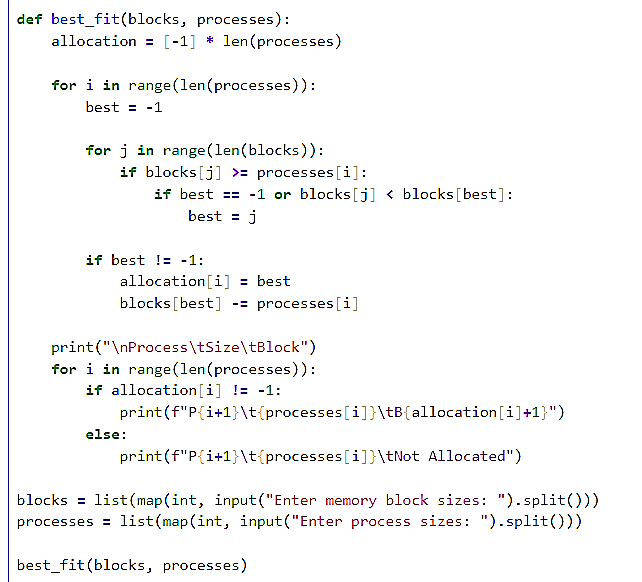 def best_fit(blocks, processes):
    allocation = [-1] * len(processes)

    for i in range(len(processes)):
        best = -1

        for j in range(len(blocks)):
            if blocks[j] >= processes[i]:
                if best == -1 or blocks[j] < blocks[best]:
                    best = j

        if best != -1:
            allocation[i] = best
            blocks[best] -= processes[i]

    print("\nProcess\tSize\tBlock")
    for i in range(len(processes)):
        if allocation[i] != -1:
            print(f"P{i+1}\t{processes[i]}\tB{allocation[i]+1}")
        else:
            print(f"P{i+1}\t{processes[i]}\tNot Allocated")

blocks = list(map(int, input("Enter memory block sizes: ").split()))
processes = list(map(int, input("Enter process sizes: ").split()))

best_fit(blocks, processes)